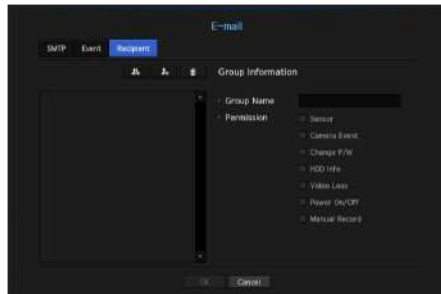 E-mail
SMTP Event Recipient
Group Information
Group Name
Permission
Sensor
Camera Event
Change P/W
HDD Info
Video Loss
Power On/Off
Manual Record
OK Cancel